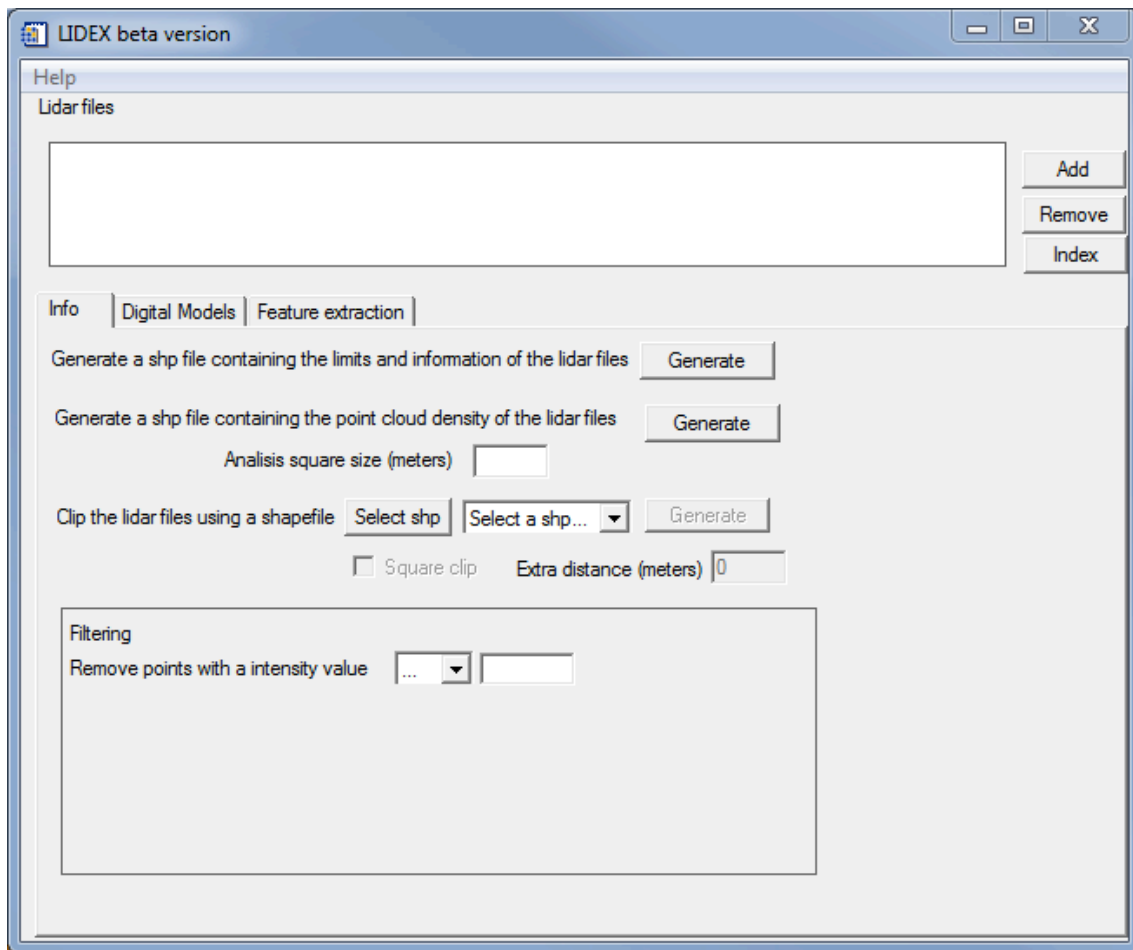 LIDEX beta version
Help
Lidar files
Add
Remove
Index
Info Digital Models Feature extraction
Generate a shp file containing the limits and information of the lidar files Generate
Generate a shp file containing the point cloud density of the lidar files Generate
Analisis square size (meters)
Clip the lidar files using a shapefile Select shp Select a shp... Generate
Square clip Extra distance (meters) 0
Filtering
Remove points with a intensity value ...